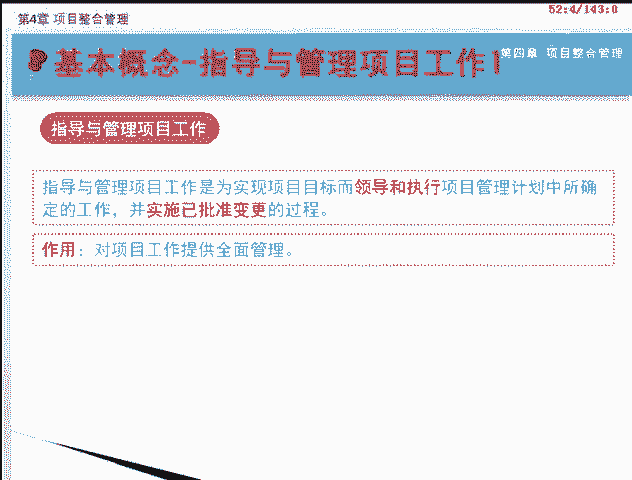 第4章 项目整合管理
52:4/143:0
基本概念-指导与管理项目工作1
第四章 项目整合管理
指导与管理项目工作
指导与管理项目工作是为实现项目目标而领导和执行项目管理计划中所确
定的工作，并实施已批准变更的过程。
作用：对项目工作提供全面管理。